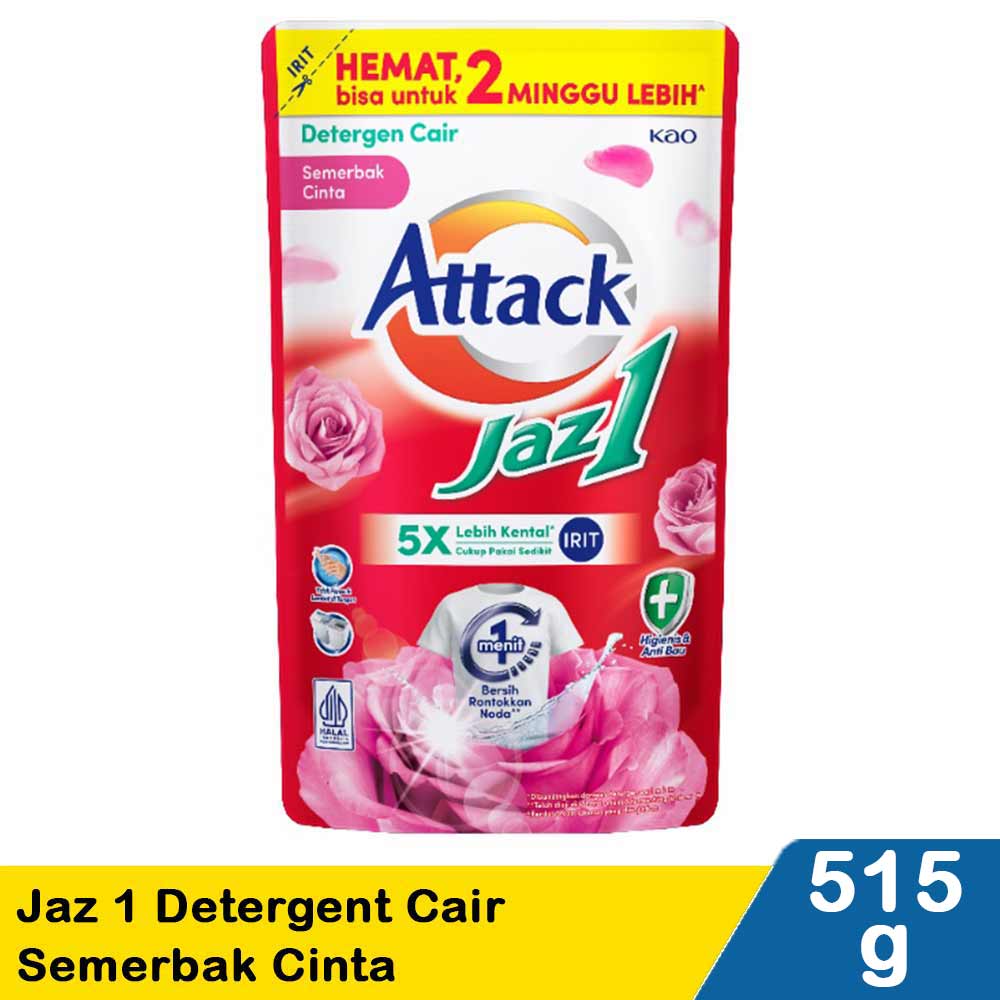 IRIT
HEMAT,
bisa untuk 2 MINGGU LEBIH^
Detergen Cair
Kao
Semerbak
Cinta
Attack
Jaz1
5X Lebih Kental*
Cukup Pakai Sedikit
IRIT
1
menit
Bersih
Rontokkan
Noda**
Higienis &
Anti Bau
HALAL
Jaz 1 Detergent Cair
Semerbak Cinta
515
g